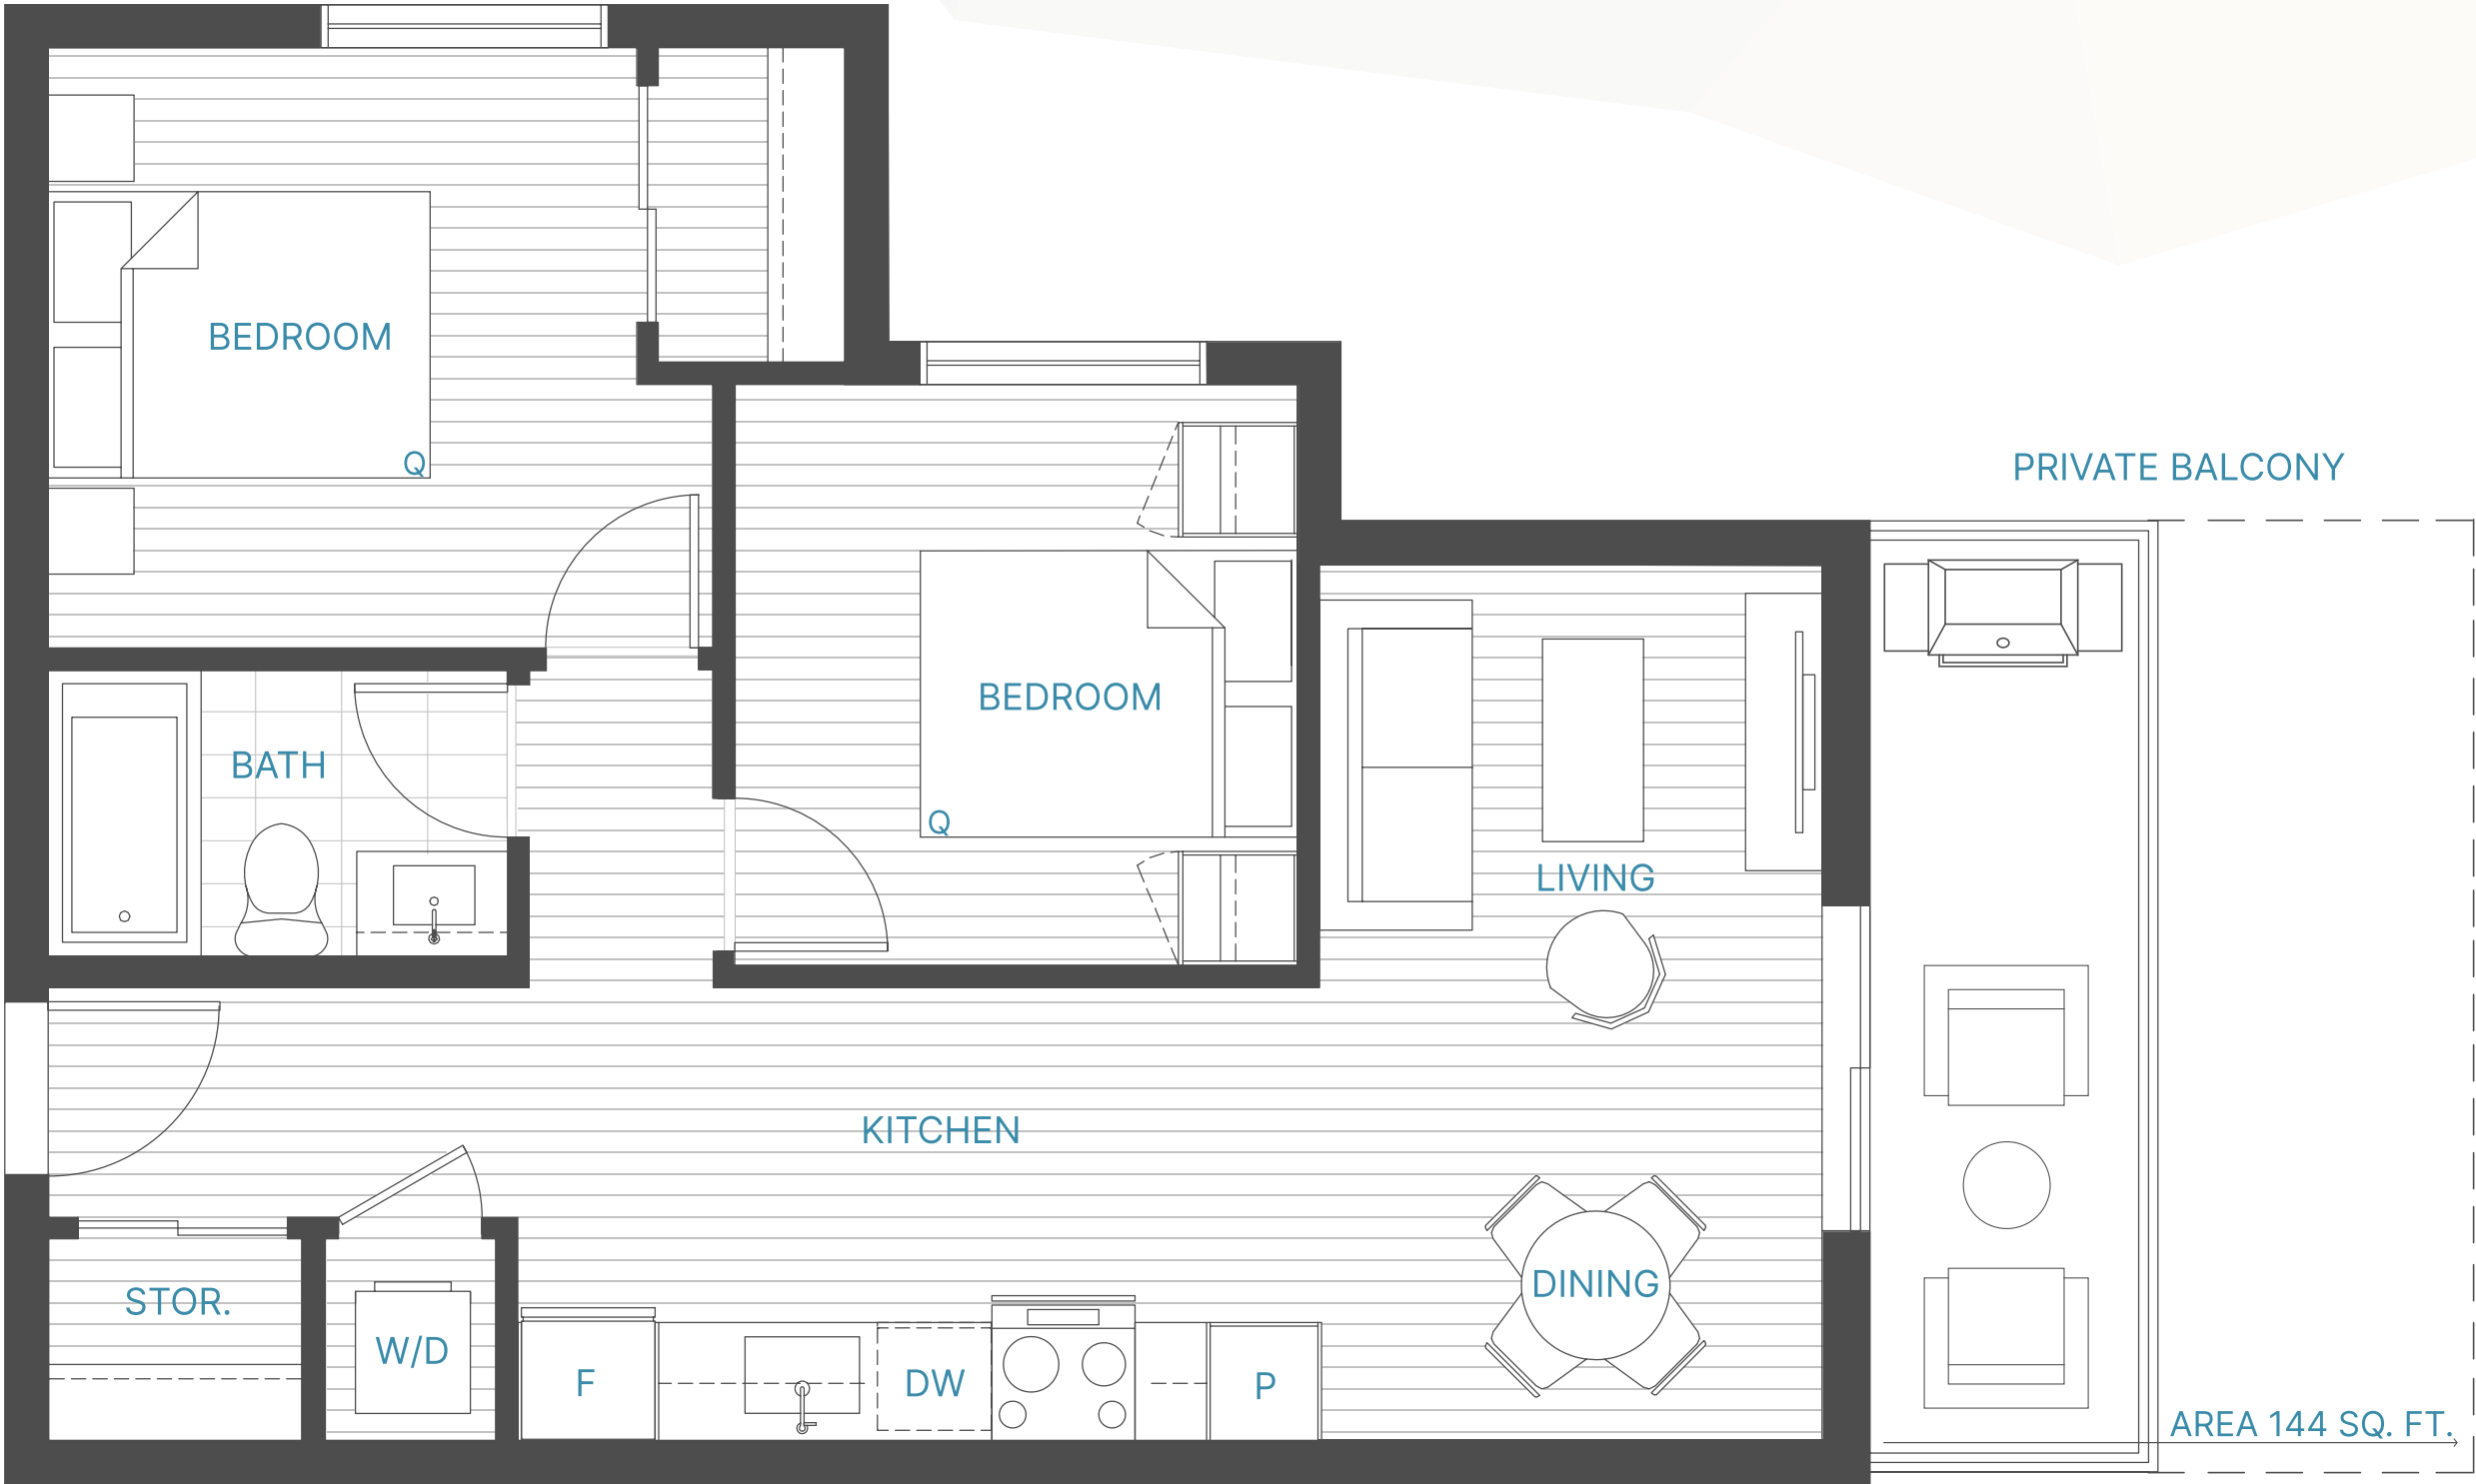 BEDROOM
Q
PRIVATE BALCONY
BEDROOM
Q
BATH
LIVING
KITCHEN
DINING
STOR.
W/D
F
DW
P
AREA 144 SQ. FT.